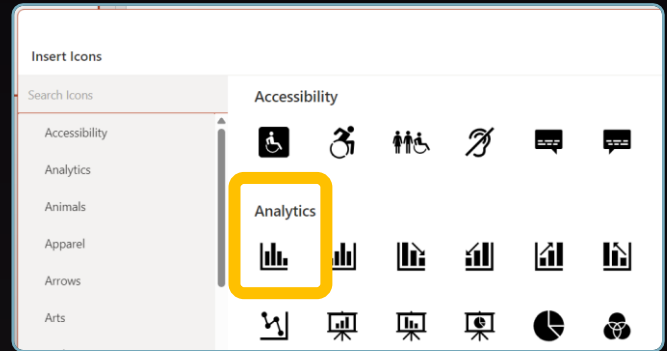 Insert Icons
Search Icons
Accessibility
Analytics
Animals
Apparel
Arrows
Arts
Accessibility
Analytics